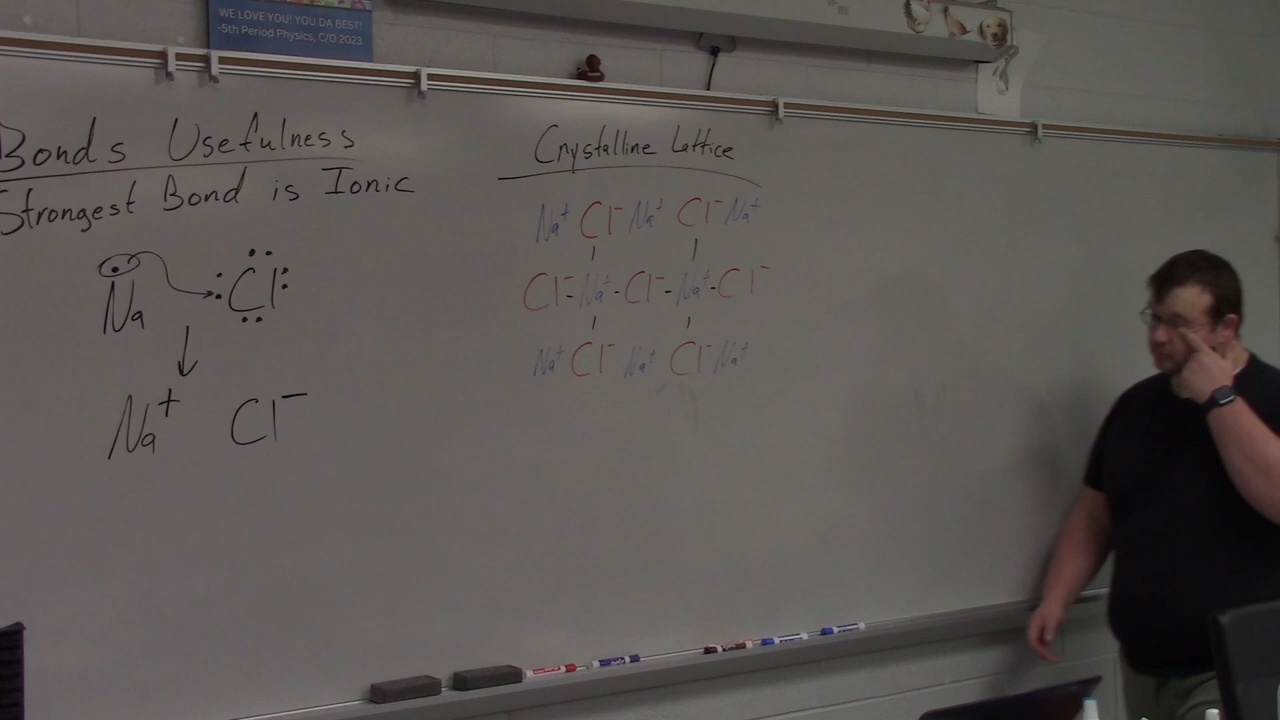 WE LOVE YOU! YOU DA BEST!
-5th Period Physics, C/O 2023
Bonds Usefulness
Strongest Bond is Ionic
Na Cl
Na⁺ Cl⁻
Crystalline Lattice
Na⁺ Cl⁻ Na⁺ Cl⁻ Na⁺
Cl⁻-Na⁺-Cl⁻-Na⁺-Cl⁻
Na⁺ Cl⁻ Na⁺ Cl⁻ Na⁺